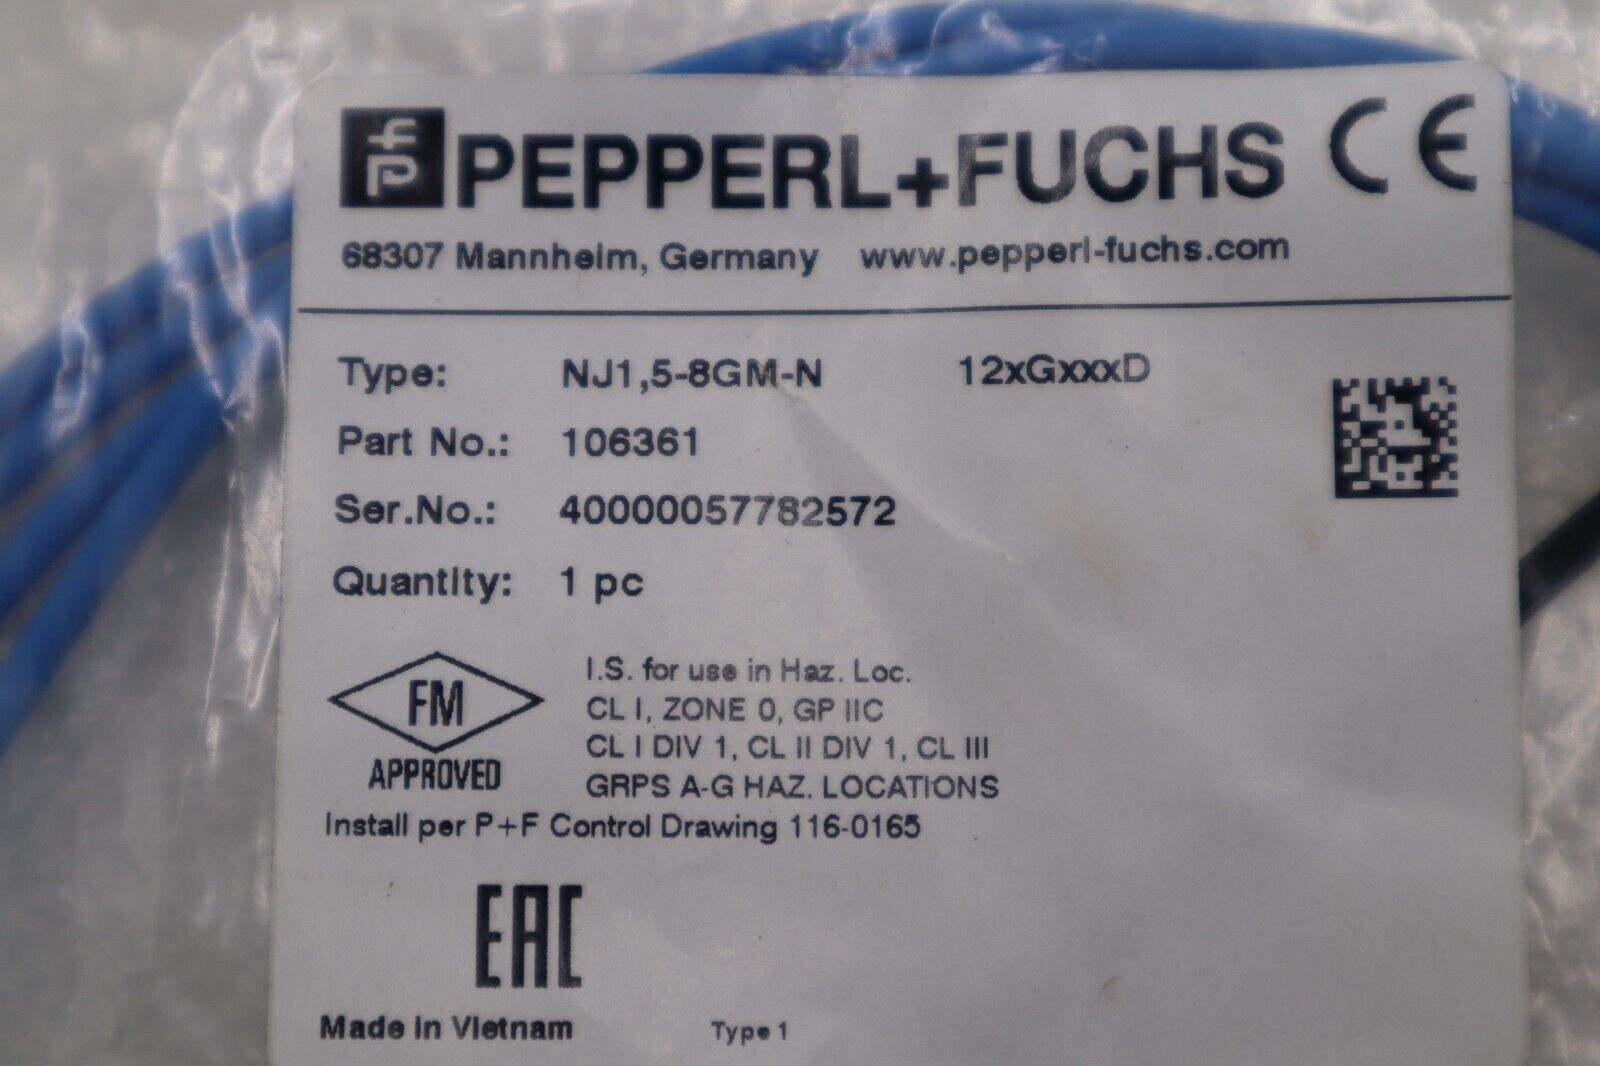 PEPPERL+FUCHS CE
68307 Mannheim, Germany www.pepperl-fuchs.com
Type: NJ1,5-8GM-N 12xGxxxD
Part No.: 106361
Ser.No.: 40000057782572
Quantity: 1 pc
FM
APPROVED
I.S. for use in Haz. Loc.
CL I, ZONE 0, GP IIC
CL I DIV 1, CL II DIV 1, CL III
GRPS A-G HAZ. LOCATIONS
Install per P+F Control Drawing 116-0165
EAC
Made in Vietnam Type 1